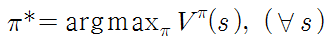 π* = argmax_π V^π(s), (∀ s)